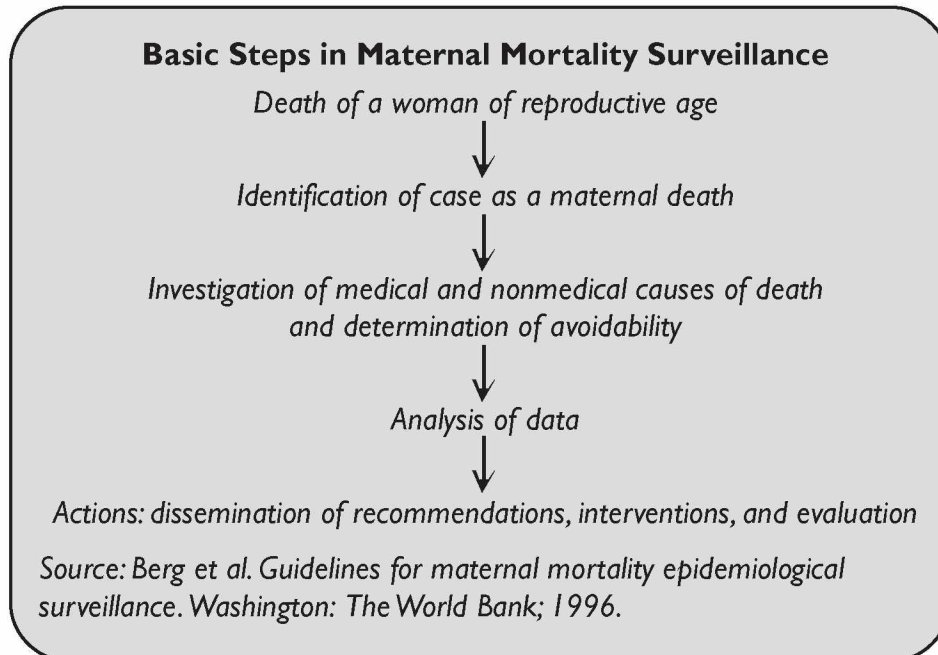 Basic Steps in Maternal Mortality Surveillance
Death of a woman of reproductive age
Identification of case as a maternal death
Investigation of medical and nonmedical causes of death
and determination of avoidability
Analysis of data
Actions: dissemination of recommendations, interventions, and evaluation
Source: Berg et al. Guidelines for maternal mortality epidemiological
surveillance. Washington: The World Bank; 1996.